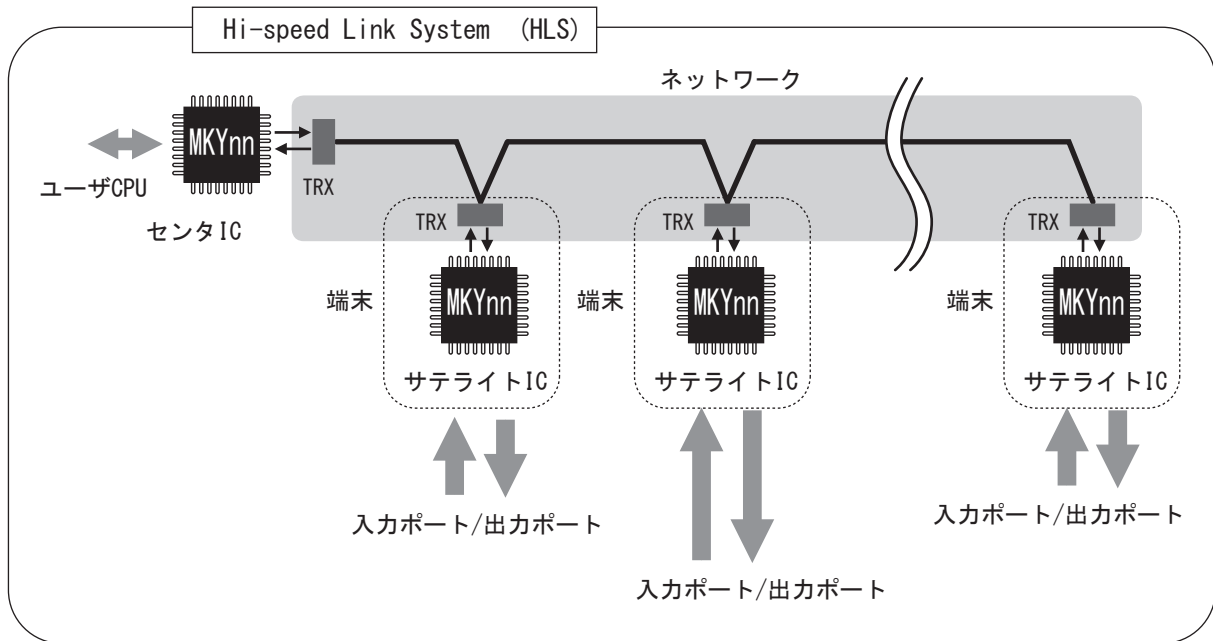 Hi-speed Link System (HLS)
ネットワーク
MKYnn
ユーザCPU
TRX
センタIC
TRX
TRX
TRX
端末
MKYnn
端末
MKYnn
端末
MKYnn
サテライトIC
サテライトIC
サテライトIC
入力ポート/出力ポート
入力ポート/出力ポート
入力ポート/出力ポート